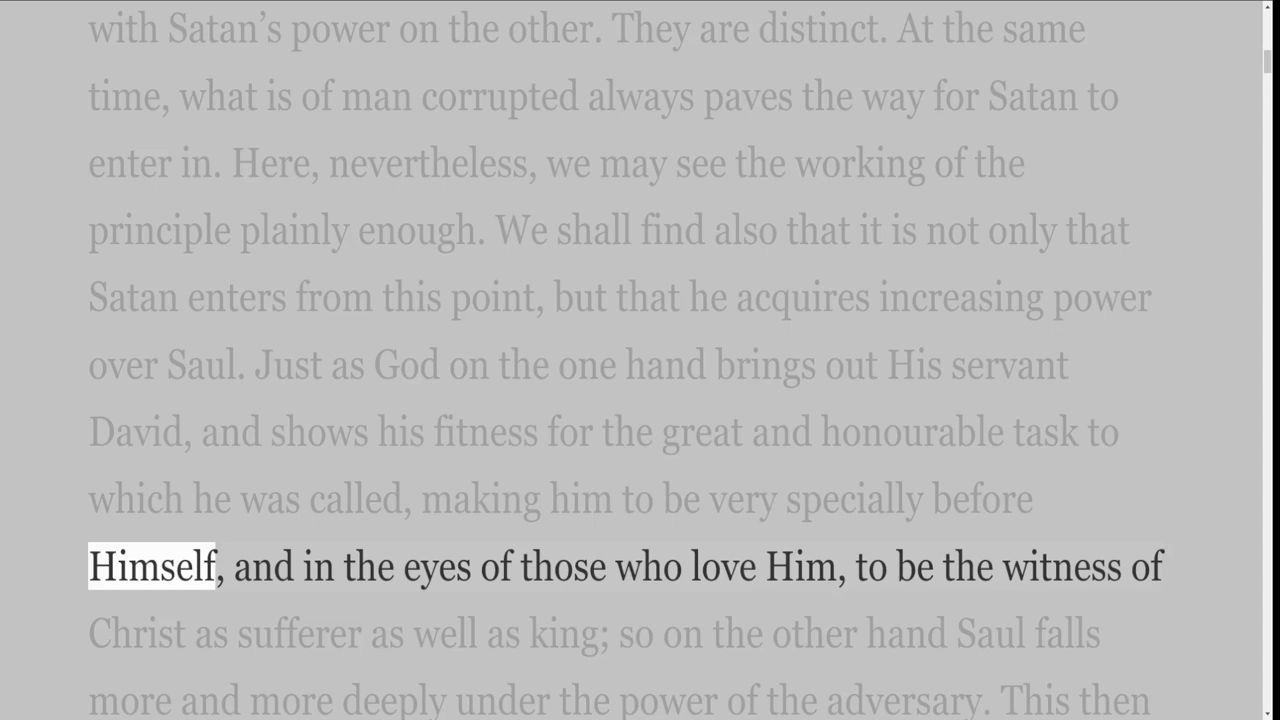 with Satan’s power on the other. They are distinct. At the same
time, what is of man corrupted always paves the way for Satan to
enter in. Here, nevertheless, we may see the working of the
principle plainly enough. We shall find also that it is not only that
Satan enters from this point, but that he acquires increasing power
over Saul. Just as God on the one hand brings out His servant
David, and shows his fitness for the great and honourable task to
which he was called, making him to be very specially before
Himself, and in the eyes of those who love Him, to be the witness of
Christ as sufferer as well as king; so on the other hand Saul falls
more and more deeply under the power of the adversary. This then